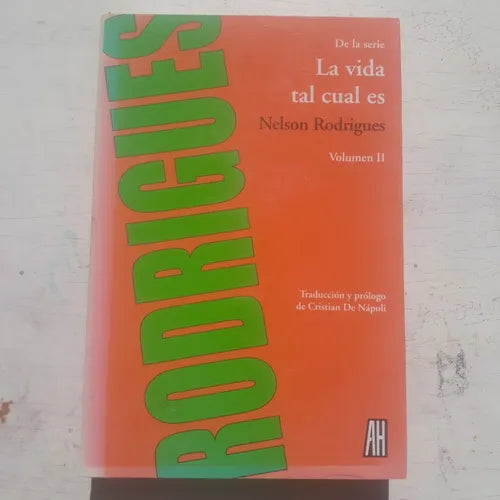 RODRIGUES
De la serie
La vida
tal cual es
Nelson Rodrigues
Volumen II
Traducción y prólogo
de Cristian De Nápoli
AH